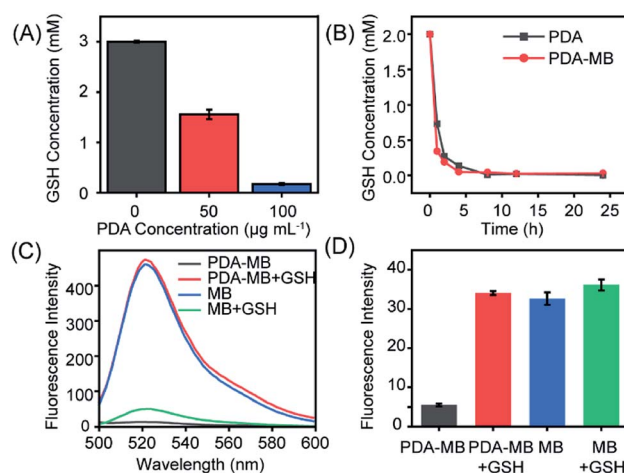 (A)
GSH Concentration (mM)
3
2
1
0
0
50
100
PDA Concentration (µg mL⁻¹)
(B)
GSH Concentration (mM)
2.0
1.5
1.0
0.5
0.0
PDA
PDA-MB
0
5
10
15
20
25
Time (h)
(C)
Fluorescence Intensity
400
300
200
100
0
PDA-MB
PDA-MB+GSH
MB
MB+GSH
500
520
540
560
580
600
Wavelength (nm)
(D)
Fluorescence Intensity
40
30
20
10
0
PDA-MB
PDA-MB
+GSH
MB
MB
+GSH